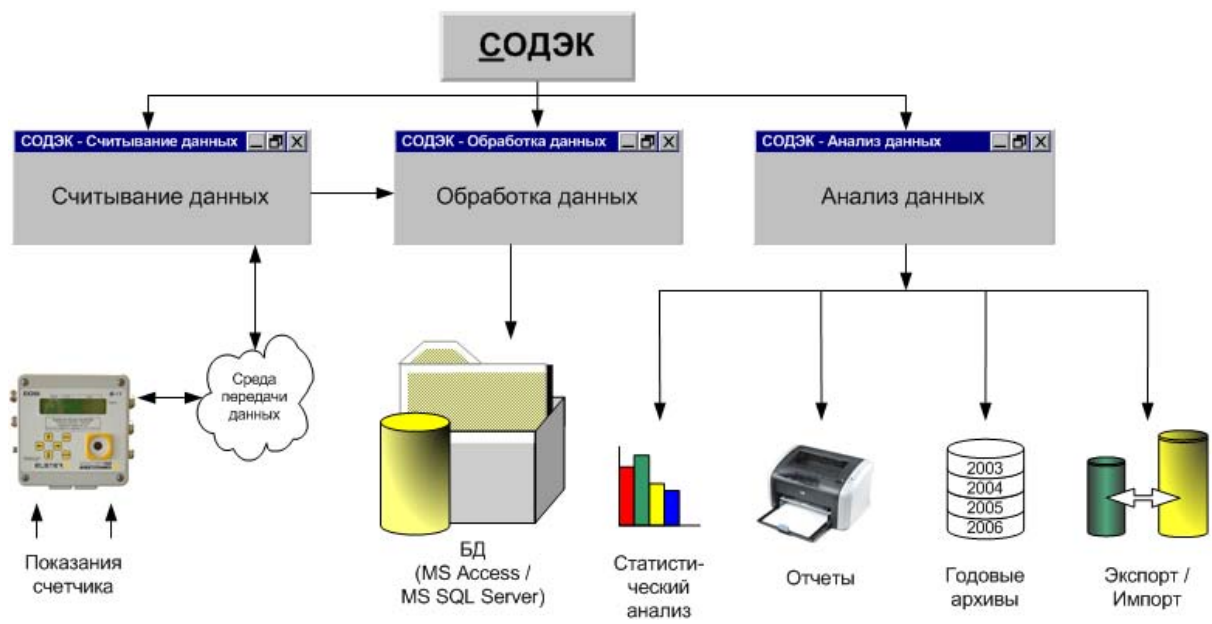 СОДЭК
СОДЭК - Считывание данных
Считывание данных
СОДЭК - Обработка данных
Обработка данных
СОДЭК - Анализ данных
Анализ данных
Среда
передачи
данных
ELSTER
Показания
счетчика
БД
(MS Access /
MS SQL Server)
Статисти-
ческий
анализ
Отчеты
2003
2004
2005
2006
Годовые
архивы
Экспорт /
Импорт